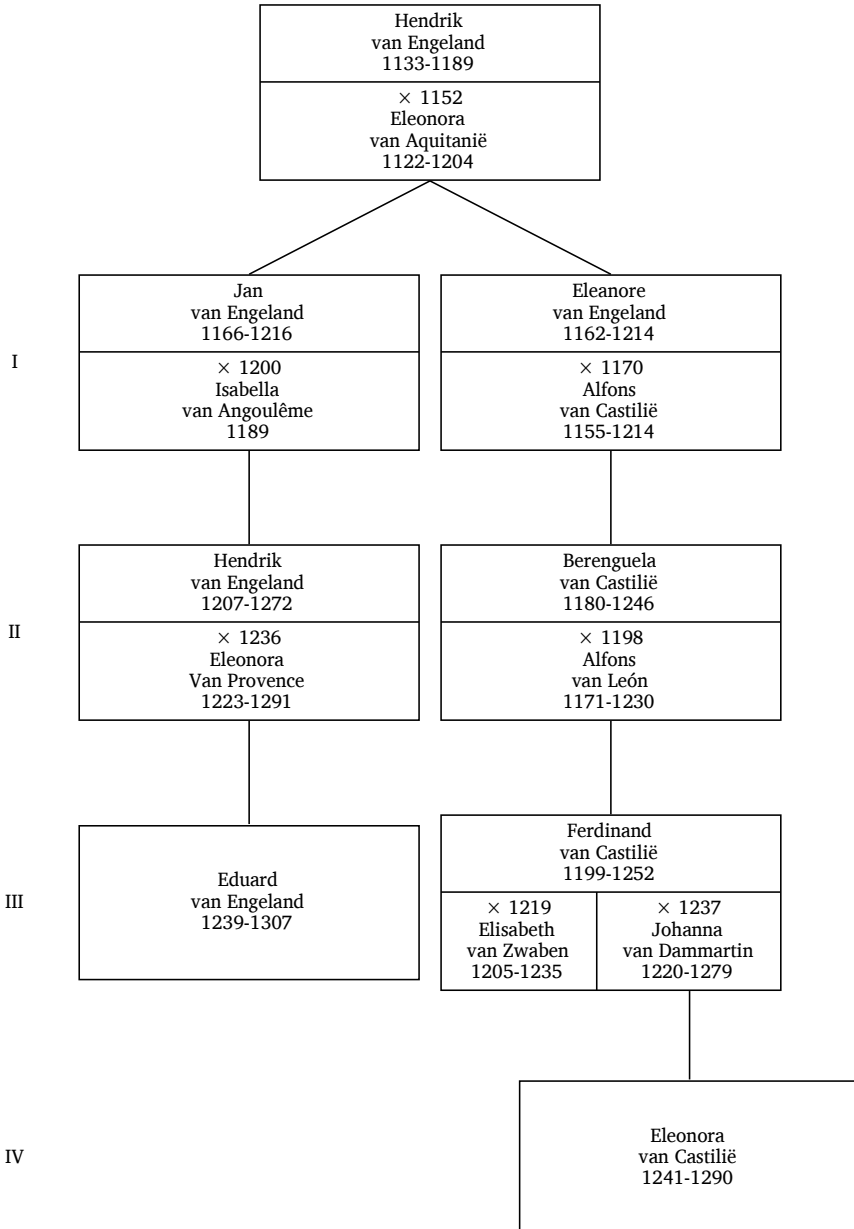 Hendrik
van Engeland
1133-1189
× 1152
Eleonora
van Aquitanië
1122-1204
I
Jan
van Engeland
1166-1216
× 1200
Isabella
van Angoulême
1189
Eleanore
van Engeland
1162-1214
× 1170
Alfons
van Castilië
1155-1214
II
Hendrik
van Engeland
1207-1272
× 1236
Eleonora
Van Provence
1223-1291
Berenguela
van Castilië
1180-1246
× 1198
Alfons
van León
1171-1230
III
Eduard
van Engeland
1239-1307
Ferdinand
van Castilië
1199-1252
× 1219
Elisabeth
van Zwaben
1205-1235
× 1237
Johanna
van Dammartin
1220-1279
IV
Eleonora
van Castilië
1241-1290